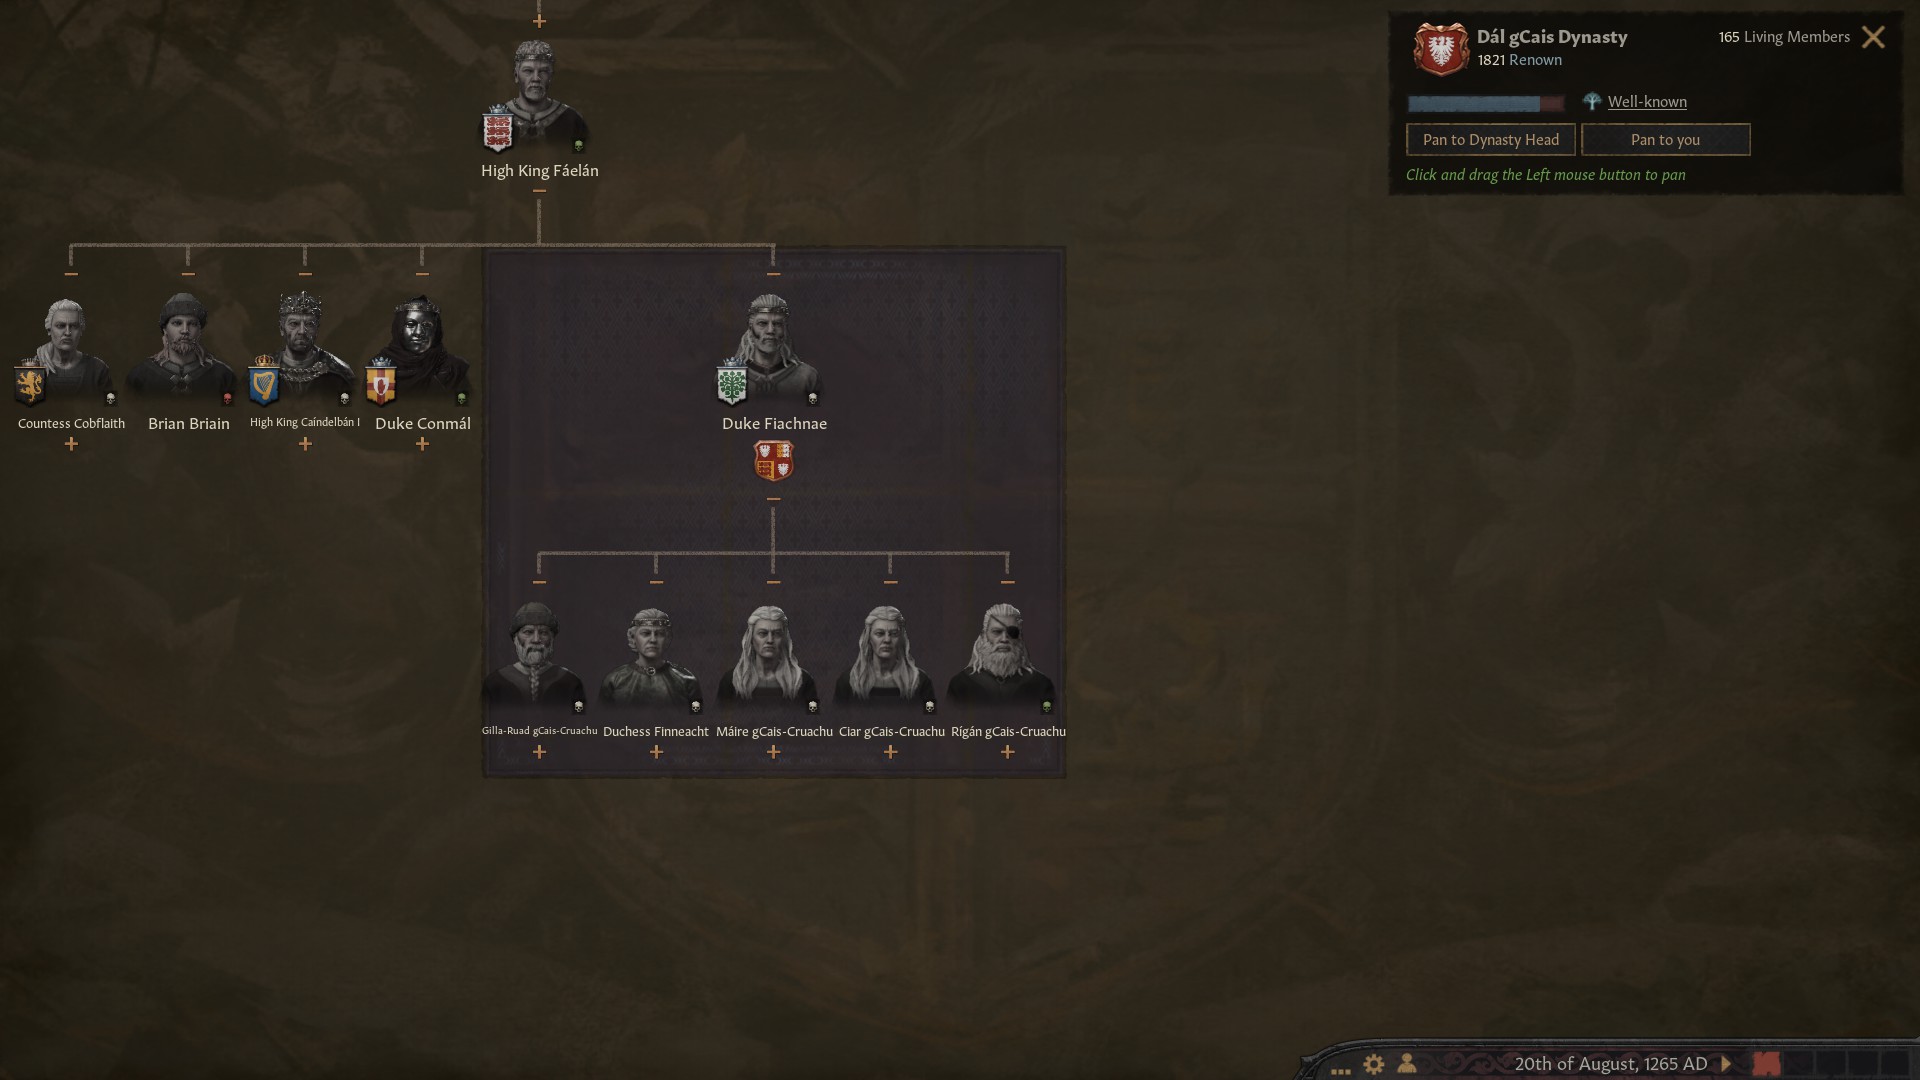 Dál gCais Dynasty
165 Living Members
1821 Renown
Well-known
Pan to Dynasty Head
Pan to you
Click and drag the Left mouse button to pan
High King Fáelán
Countess Cobflaith
Brian Briain
High King Caíndelbán I
Duke Conmál
Duke Fiachnae
Gilla-Ruad gCais-Cruachu
Duchess Finneacht
Máire gCais-Cruachu
Ciar gCais-Cruachu
Rígán gCais-Cruachu
20th of August, 1265 AD